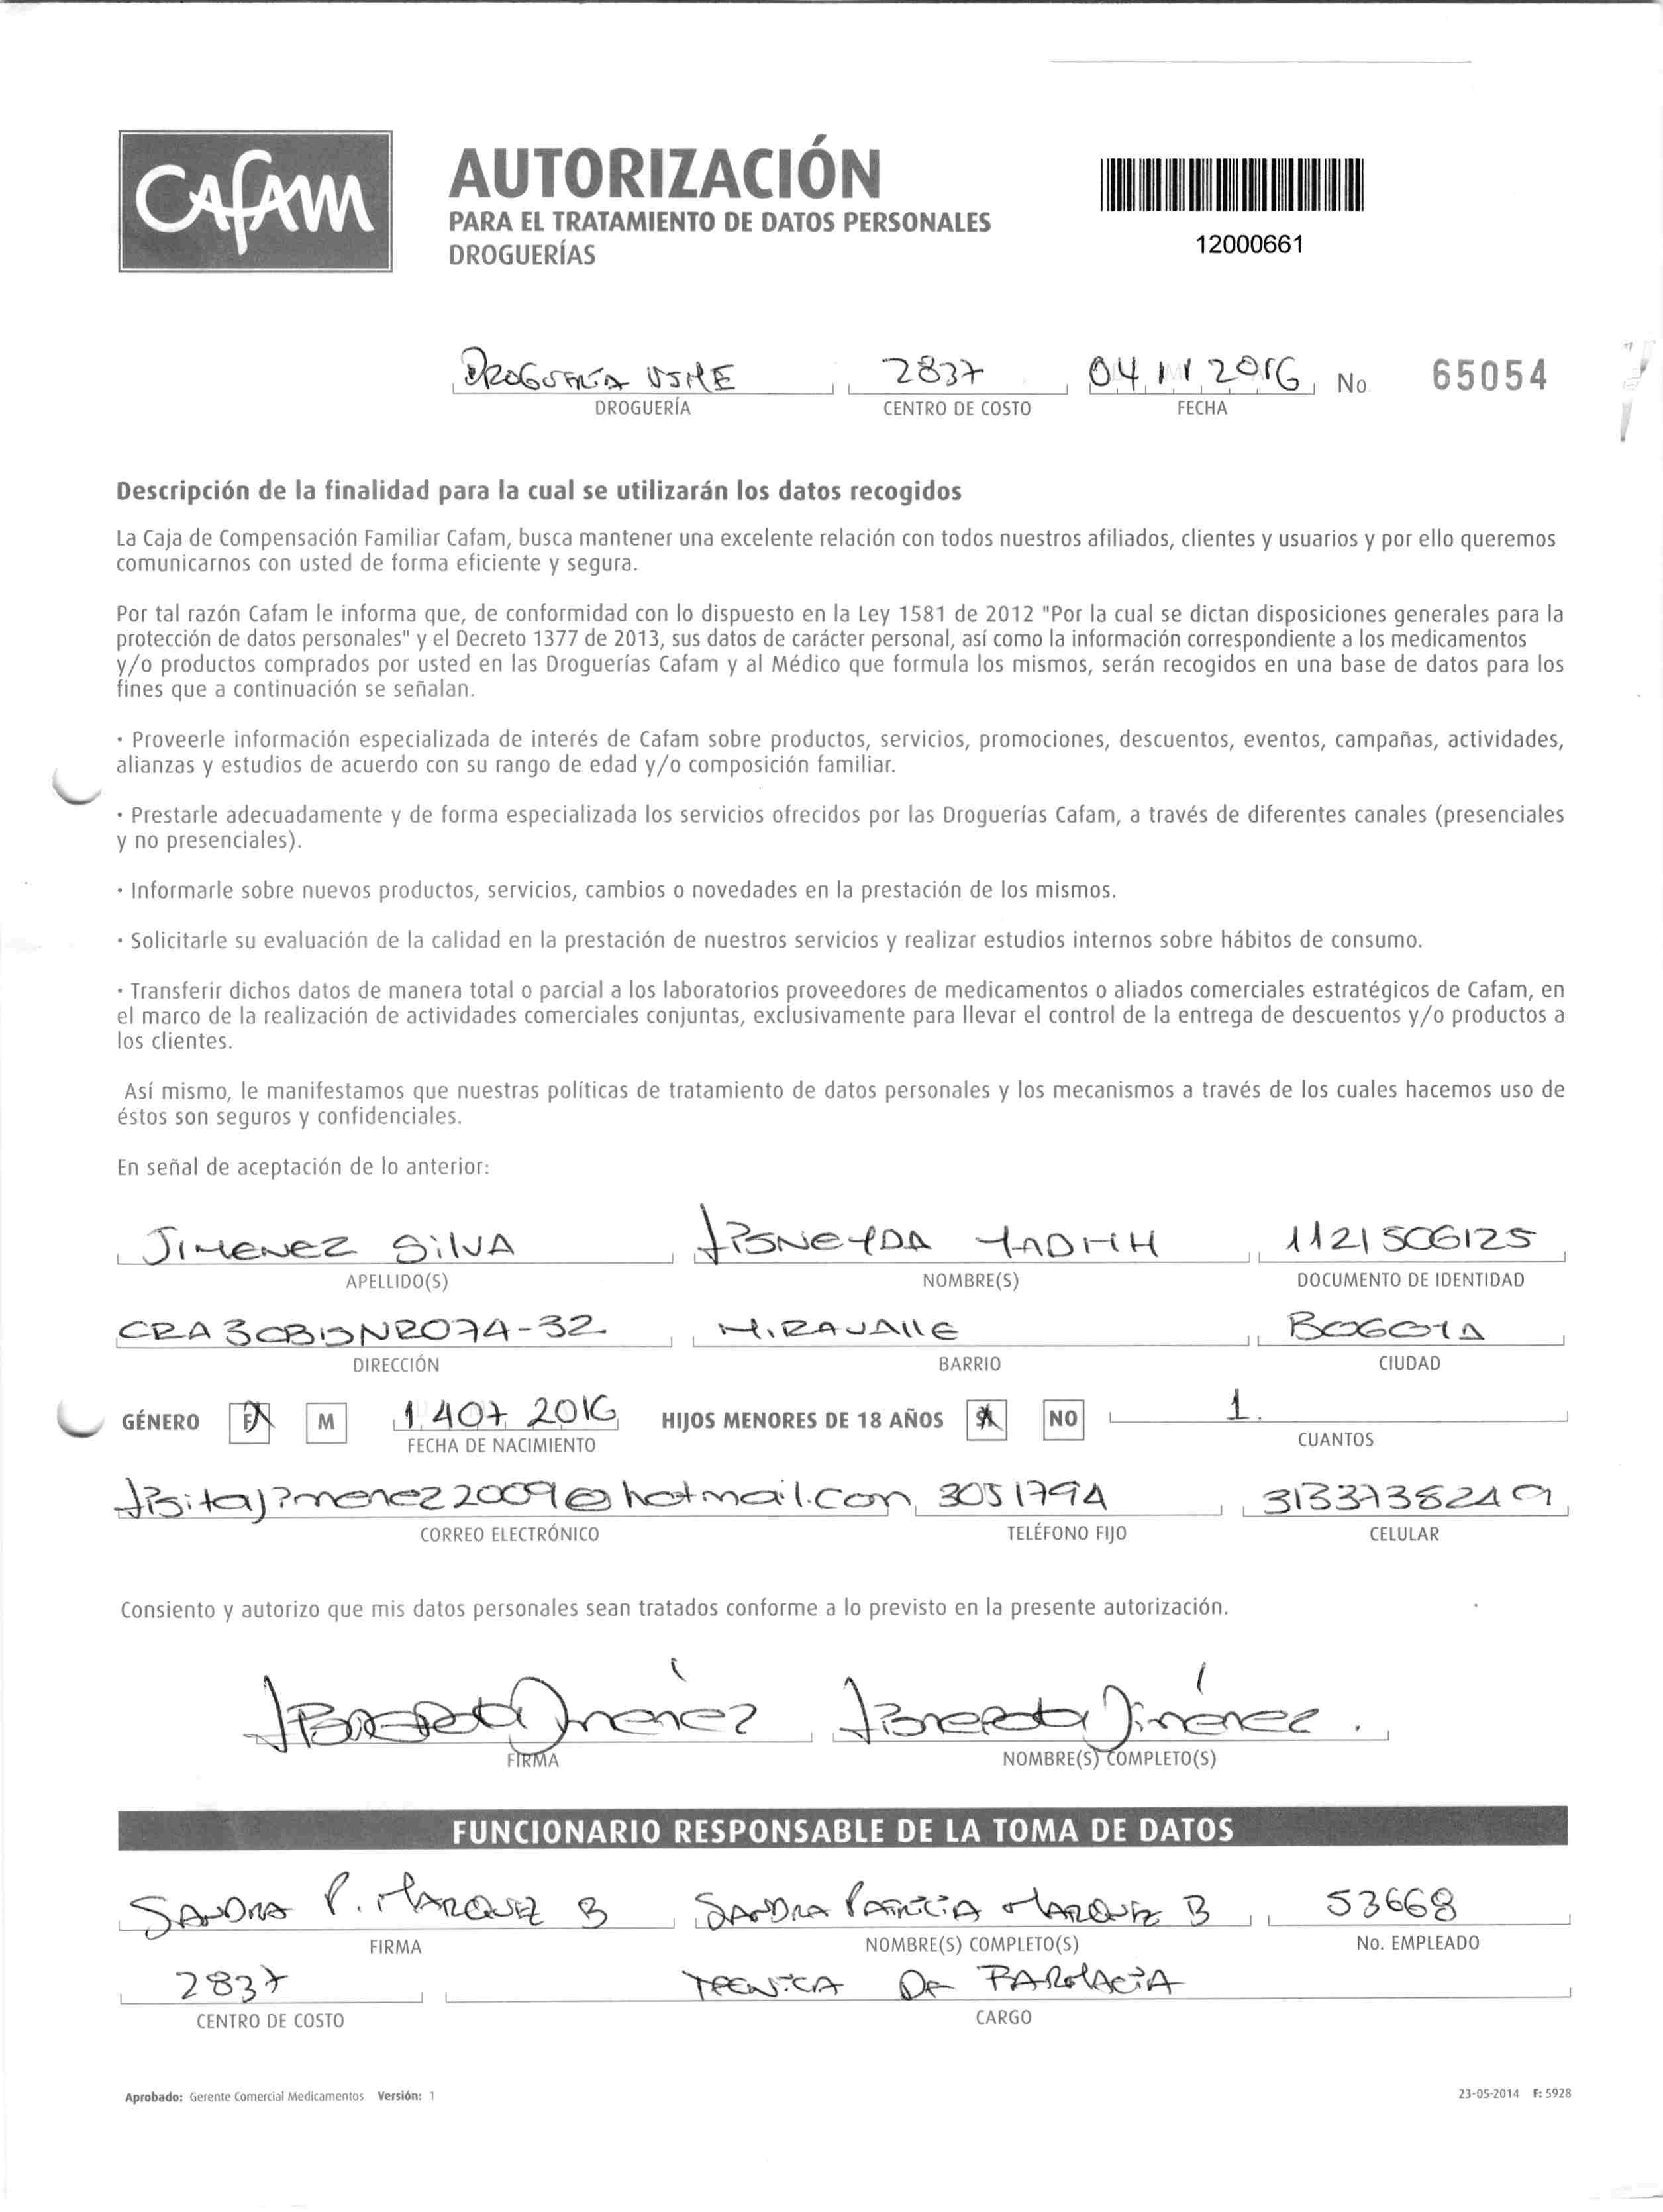 Cafam
AUTORIZACIÓN
PARA EL TRATAMIENTO DE DATOS PERSONALES
DROGUERÍAS
12000661
DROGUERÍA USME 2837 04 11 2016 No 65054
DROGUERÍA CENTRO DE COSTO FECHA
Descripción de la finalidad para la cual se utilizarán los datos recogidos
La Caja de Compensación Familiar Cafam, busca mantener una excelente relación con todos nuestros afiliados, clientes y usuarios y por ello queremos
comunicarnos con usted de forma eficiente y segura.
Por tal razón Cafam le informa que, de conformidad con lo dispuesto en la Ley 1581 de 2012 "Por la cual se dictan disposiciones generales para la
protección de datos personales" y el Decreto 1377 de 2013, sus datos de carácter personal, así como la información correspondiente a los medicamentos
y/o productos comprados por usted en las Droguerías Cafam y al Médico que formula los mismos, serán recogidos en una base de datos para los
fines que a continuación se señalan.
· Proveerle información especializada de interés de Cafam sobre productos, servicios, promociones, descuentos, eventos, campañas, actividades,
alianzas y estudios de acuerdo con su rango de edad y/o composición familiar.
· Prestarle adecuadamente y de forma especializada los servicios ofrecidos por las Droguerías Cafam, a través de diferentes canales (presenciales
y no presenciales).
· Informarle sobre nuevos productos, servicios, cambios o novedades en la prestación de los mismos.
· Solicitarle su evaluación de la calidad en la prestación de nuestros servicios y realizar estudios internos sobre hábitos de consumo.
· Transferir dichos datos de manera total o parcial a los laboratorios proveedores de medicamentos o aliados comerciales estratégicos de Cafam, en
el marco de la realización de actividades comerciales conjuntas, exclusivamente para llevar el control de la entrega de descuentos y/o productos a
los clientes.
Así mismo, le manifestamos que nuestras políticas de tratamiento de datos personales y los mecanismos a través de los cuales hacemos uso de
éstos son seguros y confidenciales.
En señal de aceptación de lo anterior:
JIMENEZ SilVA 1121506125
APELLIDO(S) NOMBRE(S) DOCUMENTO DE IDENTIDAD
CRA MIRAVAllE BOGOTA
DIRECCIÓN BARRIO CIUDAD
GÉNERO F M 1407 2016 HIJOS MENORES DE 18 AÑOS SI NO 1.
FECHA DE NACIMIENTO CUANTOS
3051794
CORREO ELECTRÓNICO TELÉFONO FIJO CELULAR
Consiento y autorizo que mis datos personales sean tratados conforme a lo previsto en la presente autorización.
Jimenez Jimenez.
FIRMA NOMBRE(S) COMPLETO(S)
FUNCIONARIO RESPONSABLE DE LA TOMA DE DATOS
SANDRA P. MARQUEZ B SANDRA PATRICIA MARQUEZ B 53668
FIRMA NOMBRE(S) COMPLETO(S) No. EMPLEADO
2837 TECNICA DE FARMACIA
CENTRO DE COSTO CARGO
Aprobado: Gerente Comercial Medicamentos Versión: 1 23-05-2014 F: 5928